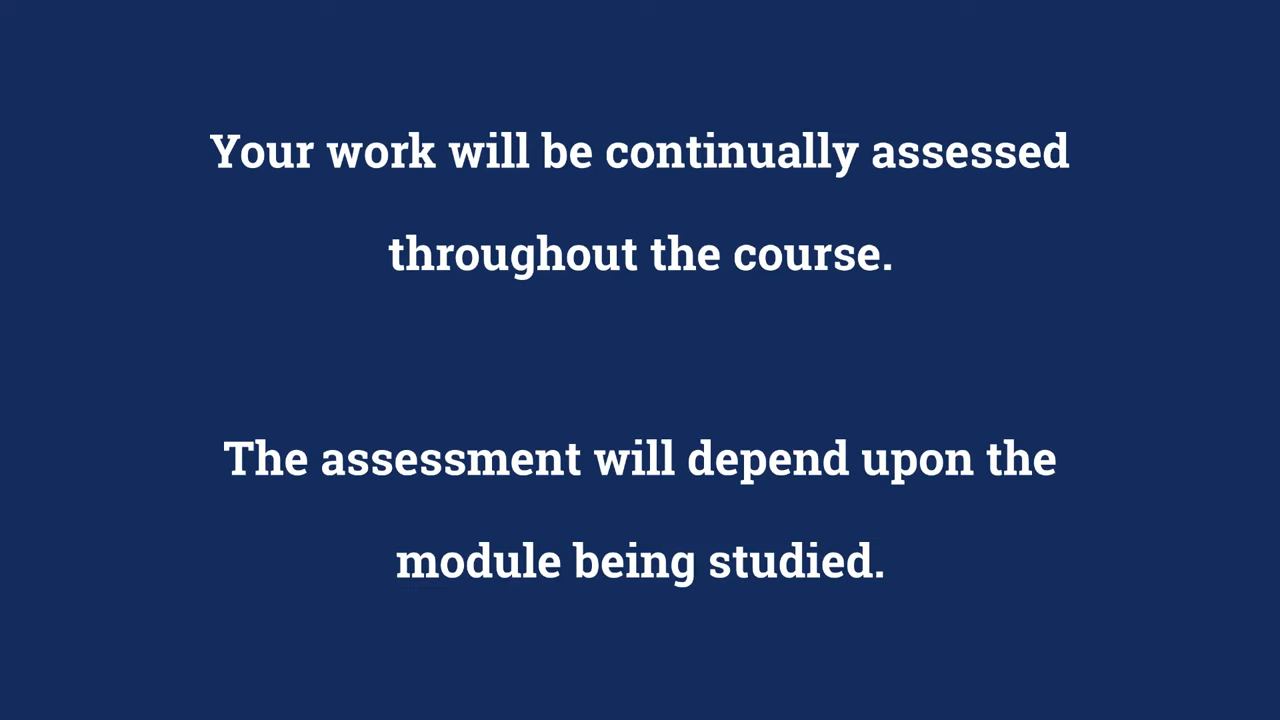 Your work will be continually assessed
throughout the course.
The assessment will depend upon the
module being studied.